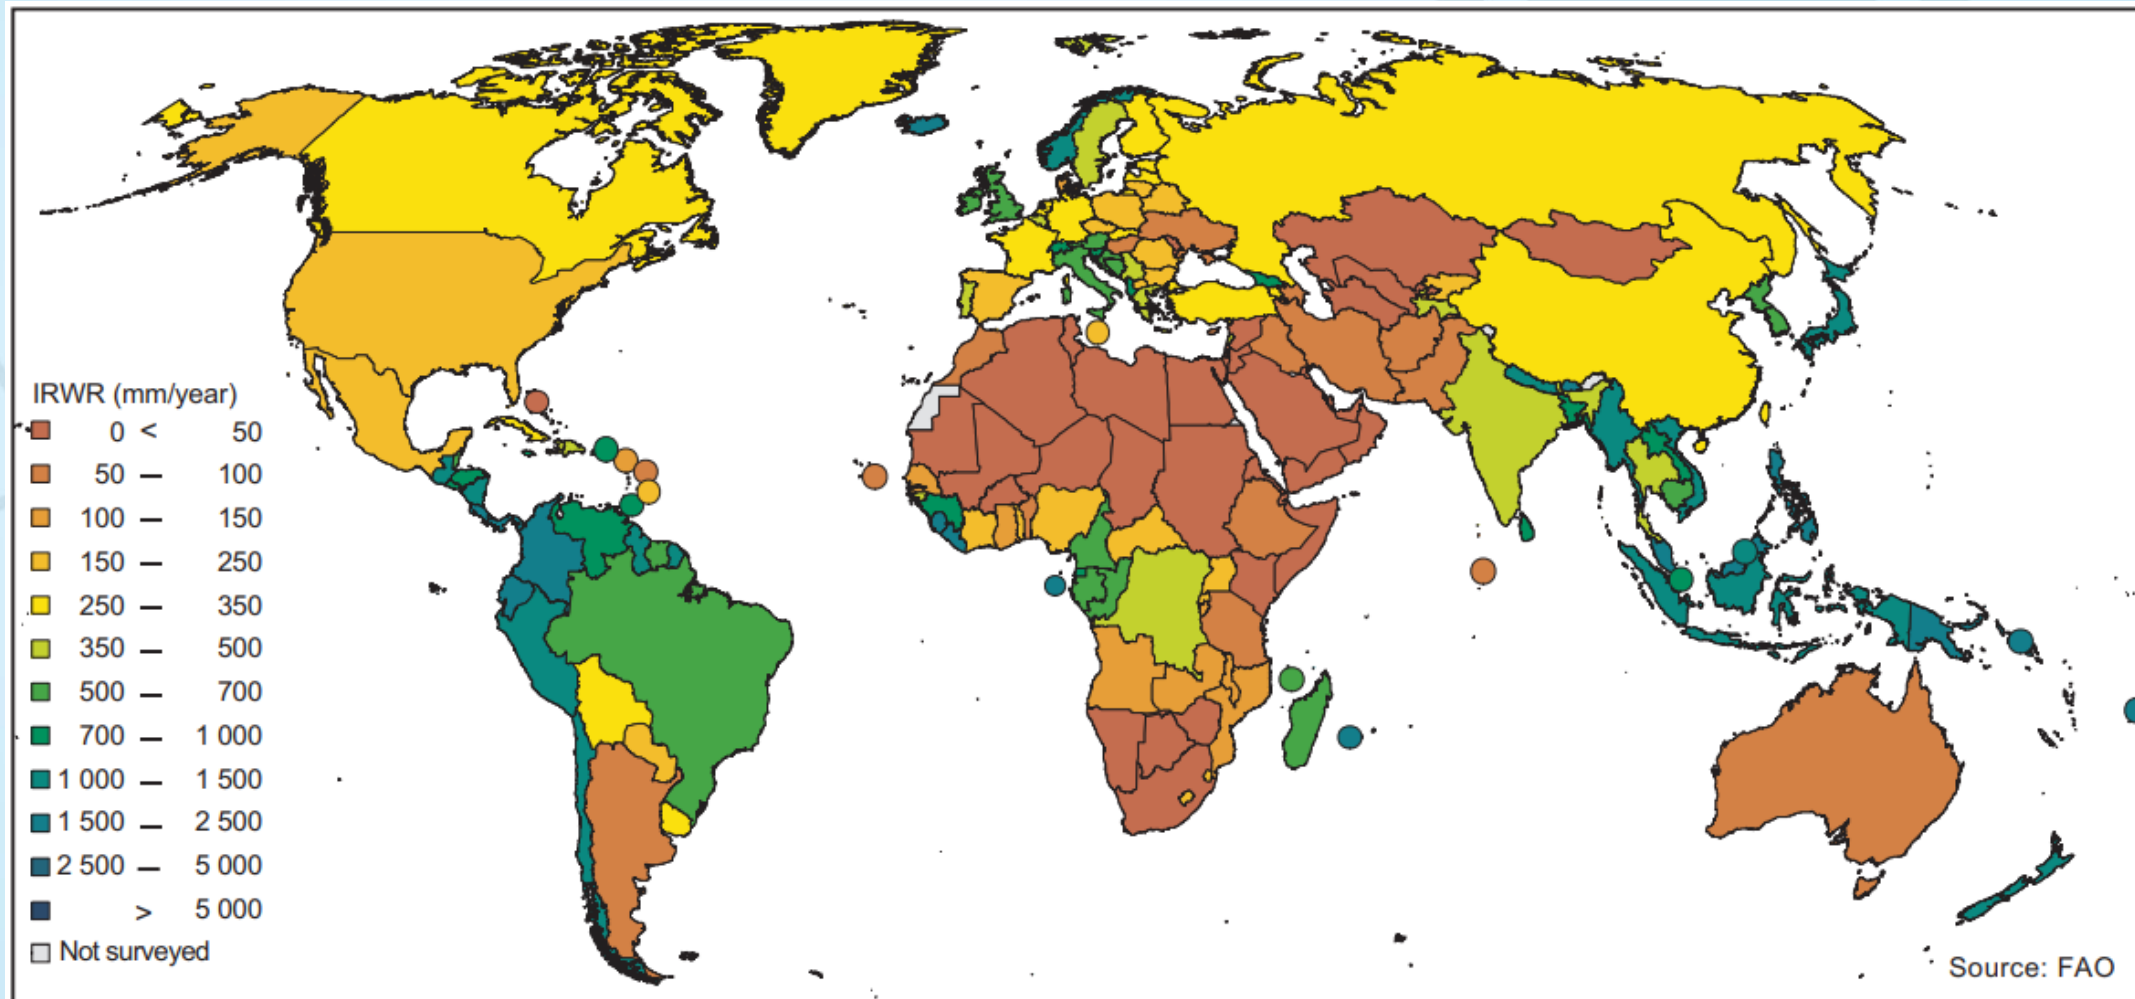 IRWR (mm/year)
0 < 50
50 — 100
100 — 150
150 — 250
250 — 350
350 — 500
500 — 700
700 — 1 000
1 000 — 1 500
1 500 — 2 500
2 500 — 5 000
> 5 000
Not surveyed
Source: FAO